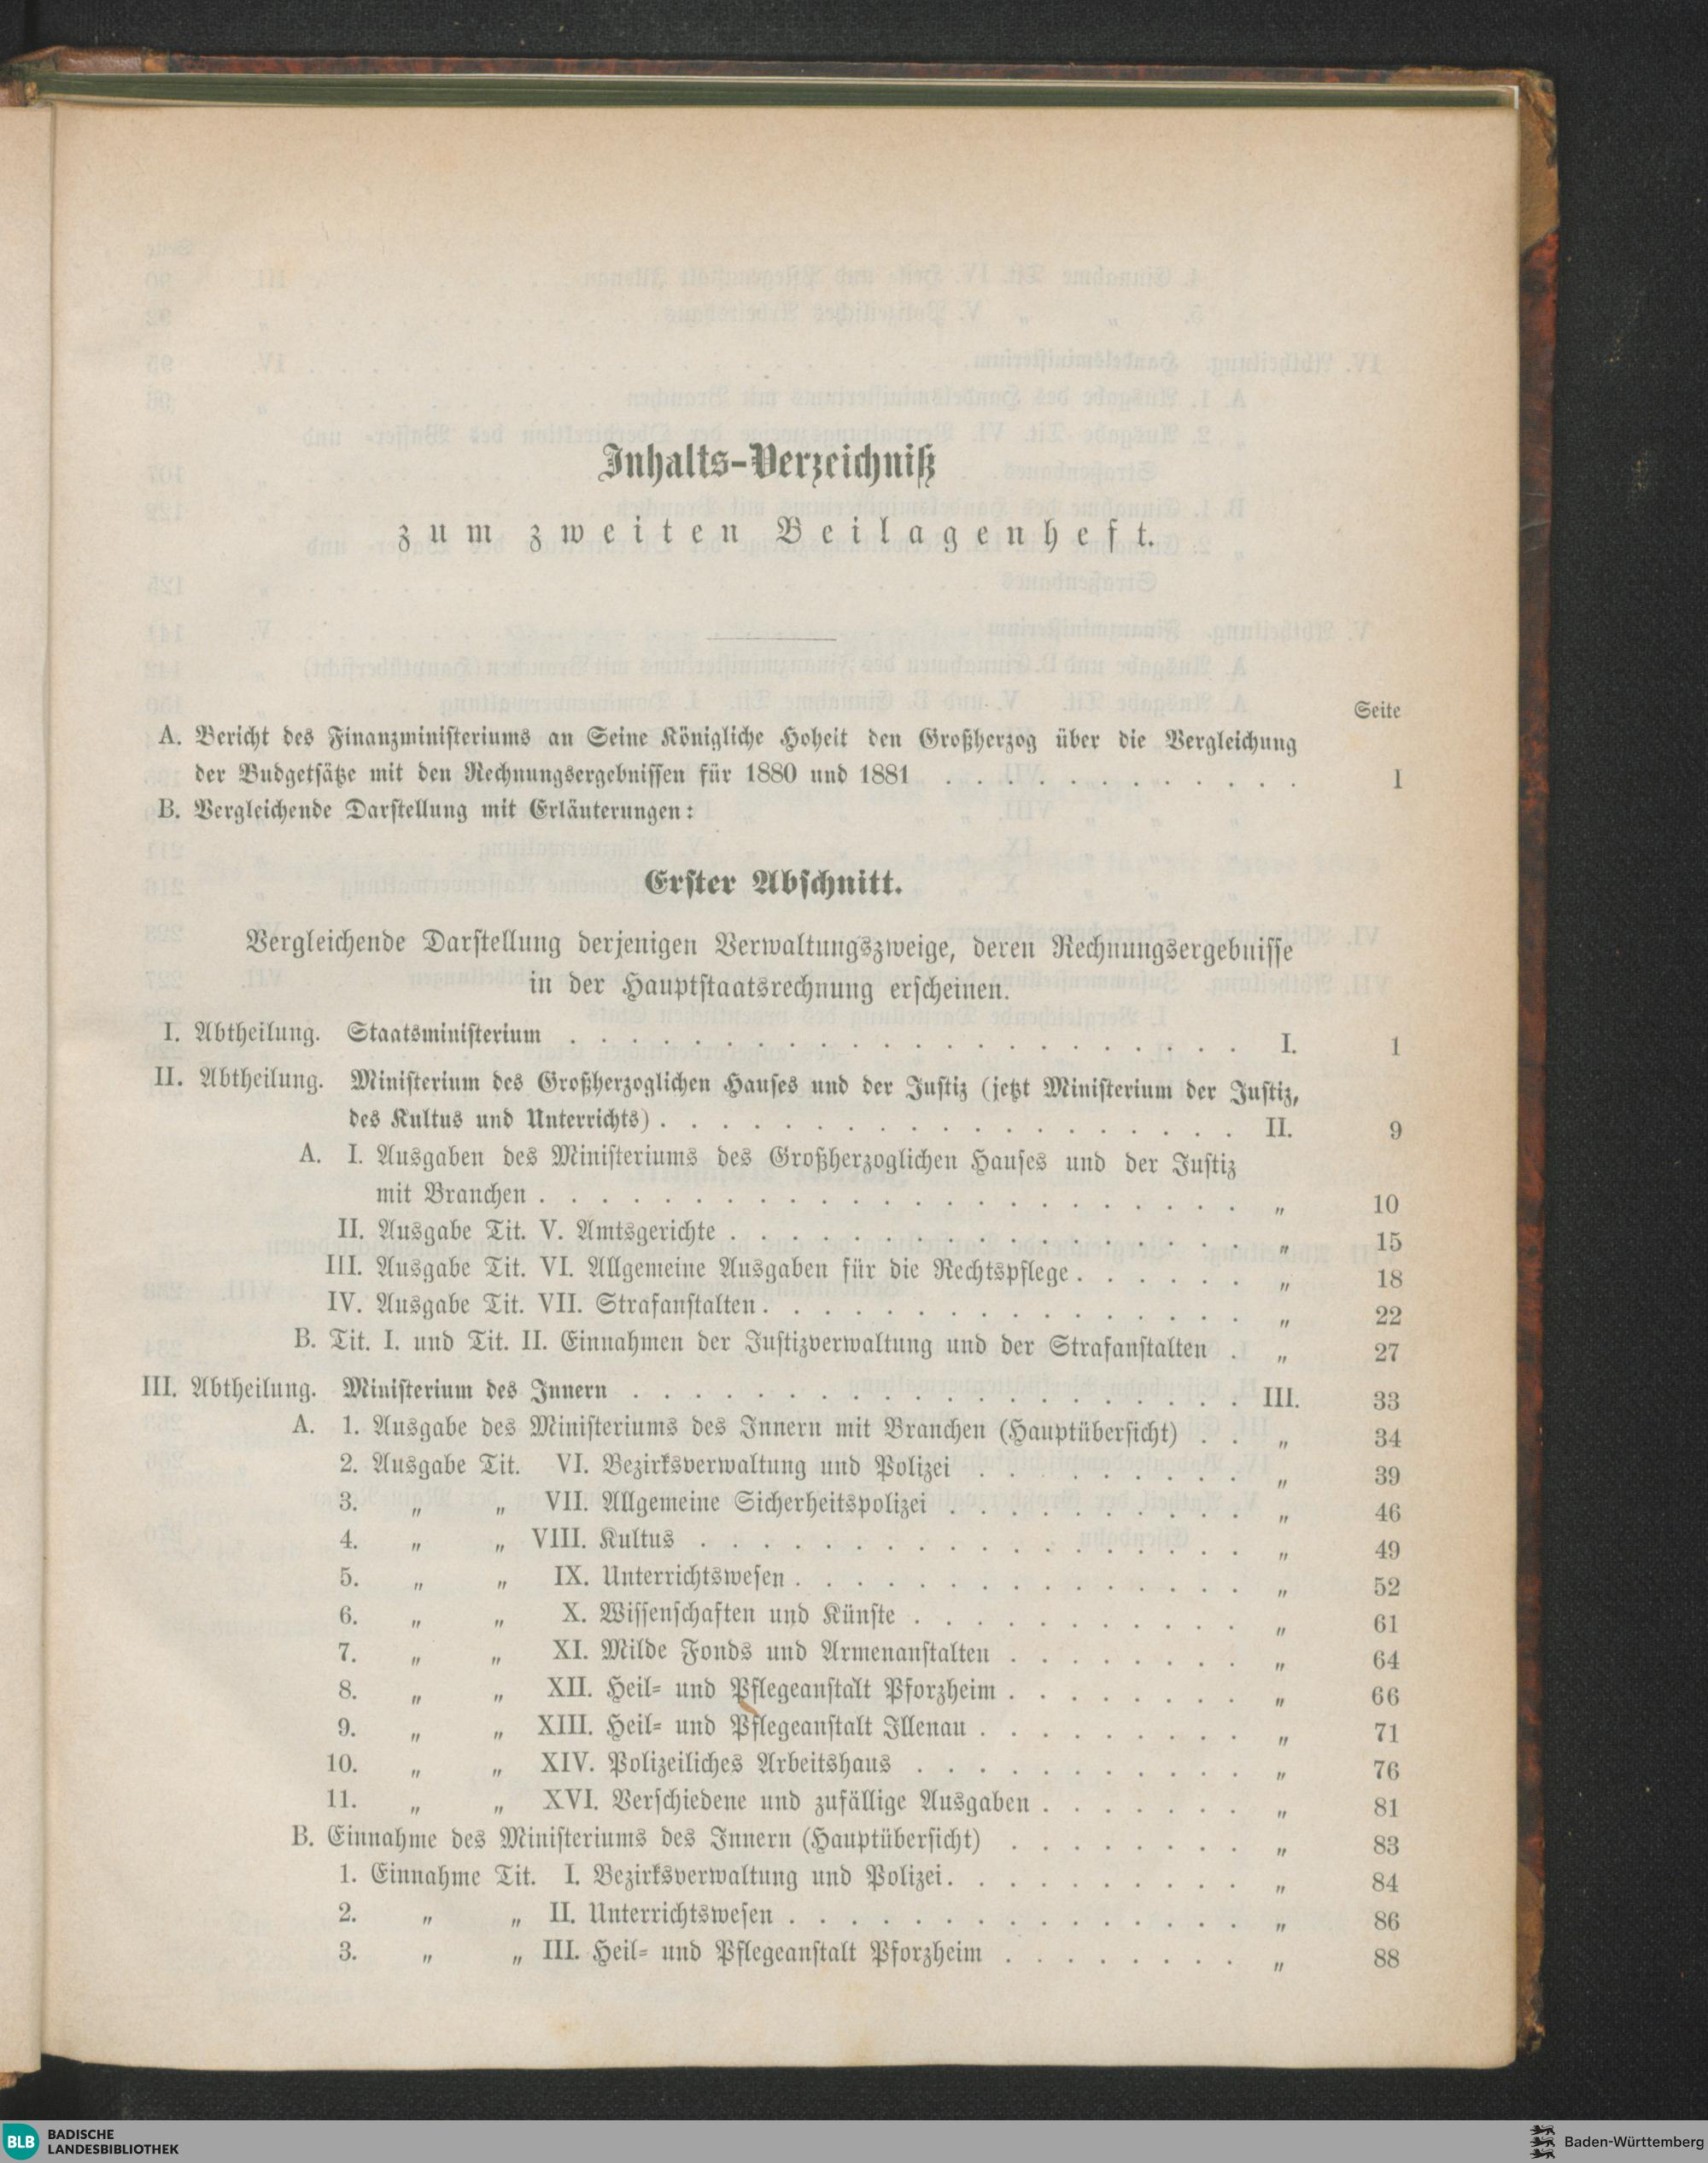 Inhalts-Verzeichniß
zum zweiten Beilagenheft.
Seite
A. Bericht des Finanzministeriums an Seine Königliche Hoheit den Großherzog über die Vergleichung
der Budgetsätze mit den Rechnungsergebnissen für 1880 und 1881 . . . . . . . . . . . . I
B. Vergleichende Darstellung mit Erläuterungen:
Erster Abschnitt.
Vergleichende Darstellung derjenigen Verwaltungszweige, deren Rechnungsergebnisse
in der Hauptstaatsrechnung erscheinen.
I. Abtheilung. Staatsministerium . . . . . . . . . . . . . . . . . . . . . . I. 1
II. Abtheilung. Ministerium des Großherzoglichen Hauses und der Justiz (jetzt Ministerium der Justiz,
des Kultus und Unterrichts) . . . . . . . . . . . . . . . . . . . II. 9
A. I. Ausgaben des Ministeriums des Großherzoglichen Hauses und der Justiz
mit Branchen . . . . . . . . . . . . . . . . . . . . . . . „ 10
II. Ausgabe Tit. V. Amtsgerichte . . . . . . . . . . . . . . . . . „ 15
III. Ausgabe Tit. VI. Allgemeine Ausgaben für die Rechtspflege . . . . . . „ 18
IV. Ausgabe Tit. VII. Strafanstalten . . . . . . . . . . . . . . . . „ 22
B. Tit. I. und Tit. II. Einnahmen der Justizverwaltung und der Strafanstalten . „ 27
III. Abtheilung. Ministerium des Innern . . . . . . . . . . . . . . . . . . . . III. 33
A. 1. Ausgabe des Ministeriums des Innern mit Branchen (Hauptübersicht) . . „ 34
2. Ausgabe Tit. VI. Bezirksverwaltung und Polizei . . . . . . . . . „ 39
3. „ „ VII. Allgemeine Sicherheitspolizei . . . . . . . . . . „ 46
4. „ „ VIII. Kultus . . . . . . . . . . . . . . . . . . „ 49
5. „ „ IX. Unterrichtswesen . . . . . . . . . . . . . . . „ 52
6. „ „ X. Wissenschaften und Künste . . . . . . . . . . . „ 61
7. „ „ XI. Milde Fonds und Armenanstalten . . . . . . . . „ 64
8. „ „ XII. Heil- und Pflegeanstalt Pforzheim . . . . . . . . „ 66
9. „ „ XIII. Heil- und Pflegeanstalt Illenau . . . . . . . . . „ 71
10. „ „ XIV. Polizeiliches Arbeitshaus . . . . . . . . . . . „ 76
11. „ „ XVI. Verschiedene und zufällige Ausgaben . . . . . . . „ 81
B. Einnahme des Ministeriums des Innern (Hauptübersicht) . . . . . . . . „ 83
1. Einnahme Tit. I. Bezirksverwaltung und Polizei . . . . . . . . . . „ 84
2. „ „ II. Unterrichtswesen . . . . . . . . . . . . . . . „ 86
3. „ „ III. Heil- und Pflegeanstalt Pforzheim . . . . . . . . „ 88
BLB BADISCHE
LANDESBIBLIOTHEK
Baden-Württemberg